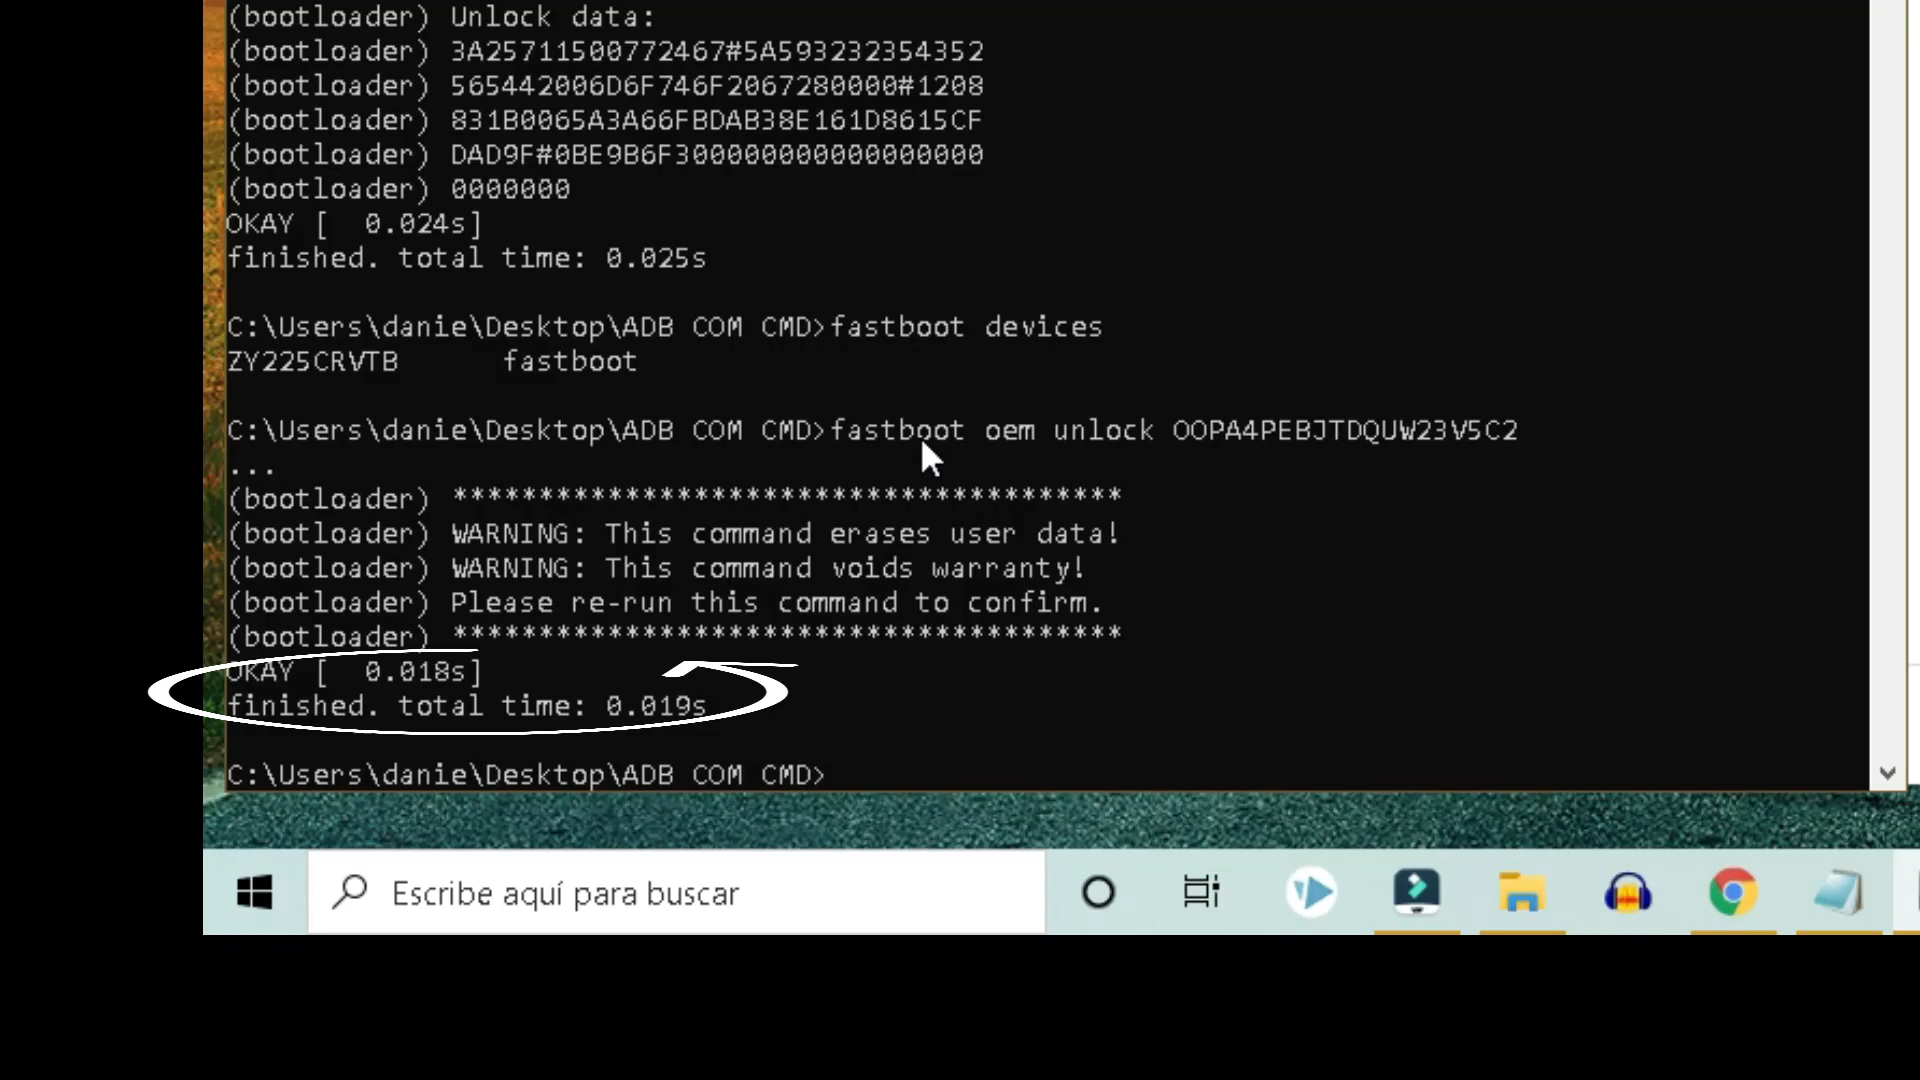 (bootloader) Unlock data:
(bootloader) 3A25711500772467#5A593232354352
(bootloader) 565442006D6F746F2067280000#1208
(bootloader) 831B0065A3A66FBDAB38E161D8615CF
(bootloader) DAD9F#0BE9B6F300000000000000000
(bootloader) 0000000
OKAY [  0.024s]
finished. total time: 0.025s
C:\Users\danie\Desktop\ADB COM CMD>fastboot devices
ZY225CRVTB      fastboot
C:\Users\danie\Desktop\ADB COM CMD>fastboot oem unlock OOPA4PEBJTDQUW23V5C2
...
(bootloader) ***************************************
(bootloader) WARNING: This command erases user data!
(bootloader) WARNING: This command voids warranty!
(bootloader) Please re-run this command to confirm.
(bootloader) ***************************************
OKAY [  0.018s]
finished. total time: 0.019s
C:\Users\danie\Desktop\ADB COM CMD>
Escribe aquí para buscar